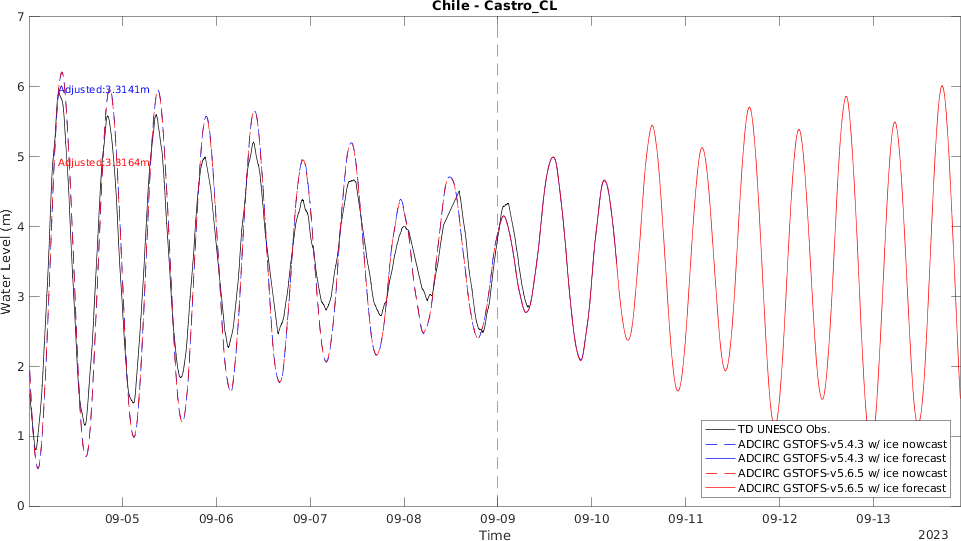 Chile - Castro_CL
Water Level (m)
7
6
5
4
3
2
1
0
Adjusted:3.3141m
Adjusted:3.3164m
TD UNESCO Obs.
ADCIRC GSTOFS-v5.4.3 w/ ice nowcast
ADCIRC GSTOFS-v5.4.3 w/ ice forecast
ADCIRC GSTOFS-v5.6.5 w/ ice nowcast
ADCIRC GSTOFS-v5.6.5 w/ ice forecast
09-05 09-06 09-07 09-08 09-09 09-10 09-11 09-12 09-13
Time
2023